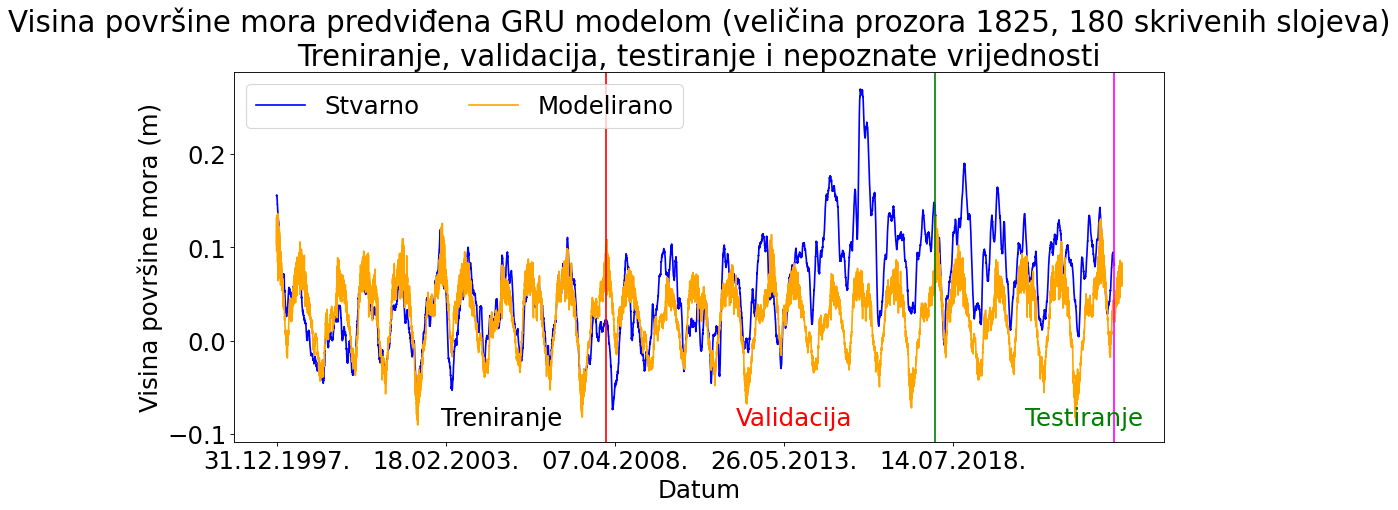 Visina površine mora predviđena GRU modelom (veličina prozora 1825, 180 skrivenih slojeva)
Treniranje, validacija, testiranje i nepoznate vrijednosti
Stvarno
Modelirano
Visina površine mora (m)
0.2
0.1
0.0
−0.1
Treniranje
Validacija
Testiranje
31.12.1997.
18.02.2003.
07.04.2008.
26.05.2013.
14.07.2018.
Datum